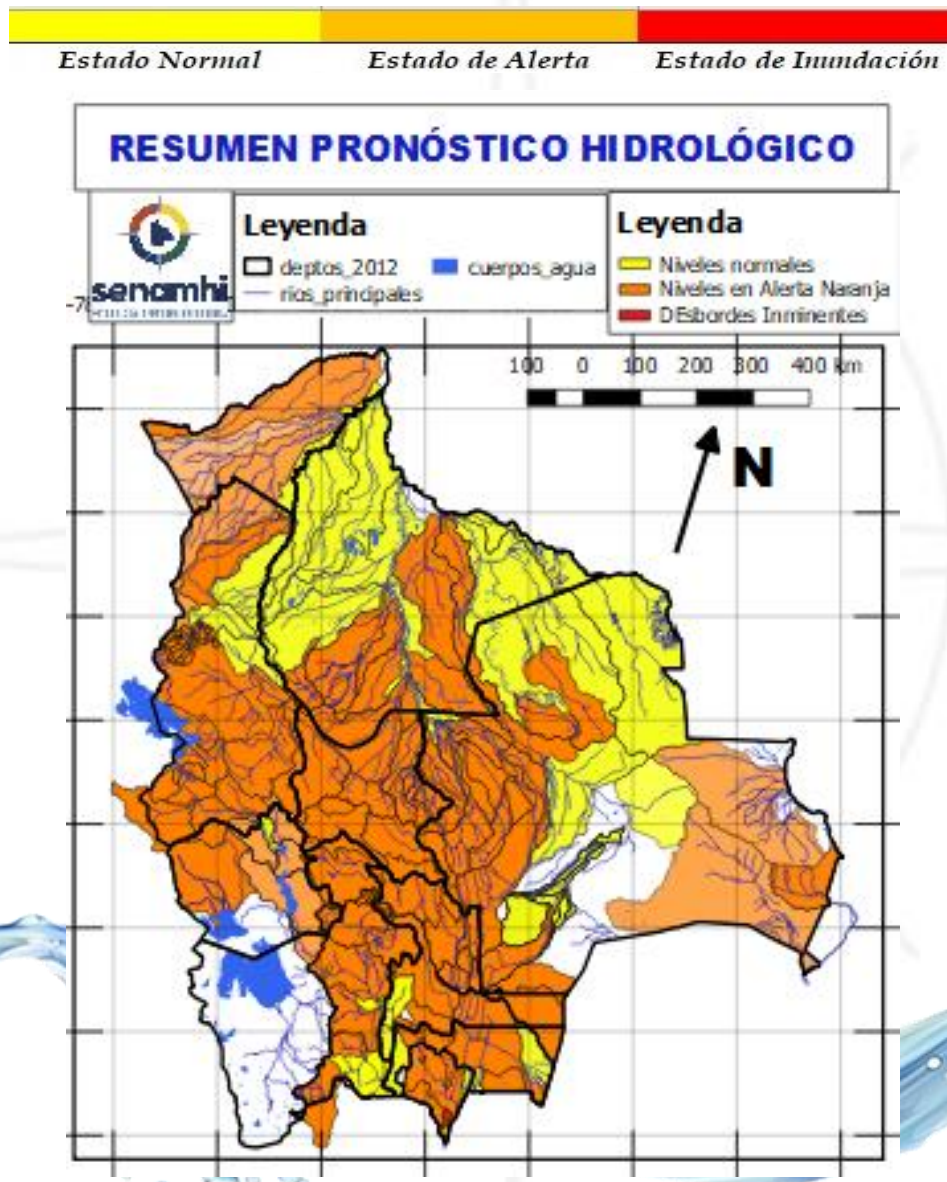 Estado Normal Estado de Alerta Estado de Inundación
RESUMEN PRONÓSTICO HIDROLÓGICO
senamhi
Leyenda
deptos_2012 cuerpos_agua
rios_principales
Leyenda
Niveles normales
Niveles en Alerta Naranja
DEsbordes Inminentes
100 0 100 200 300 400 km
N